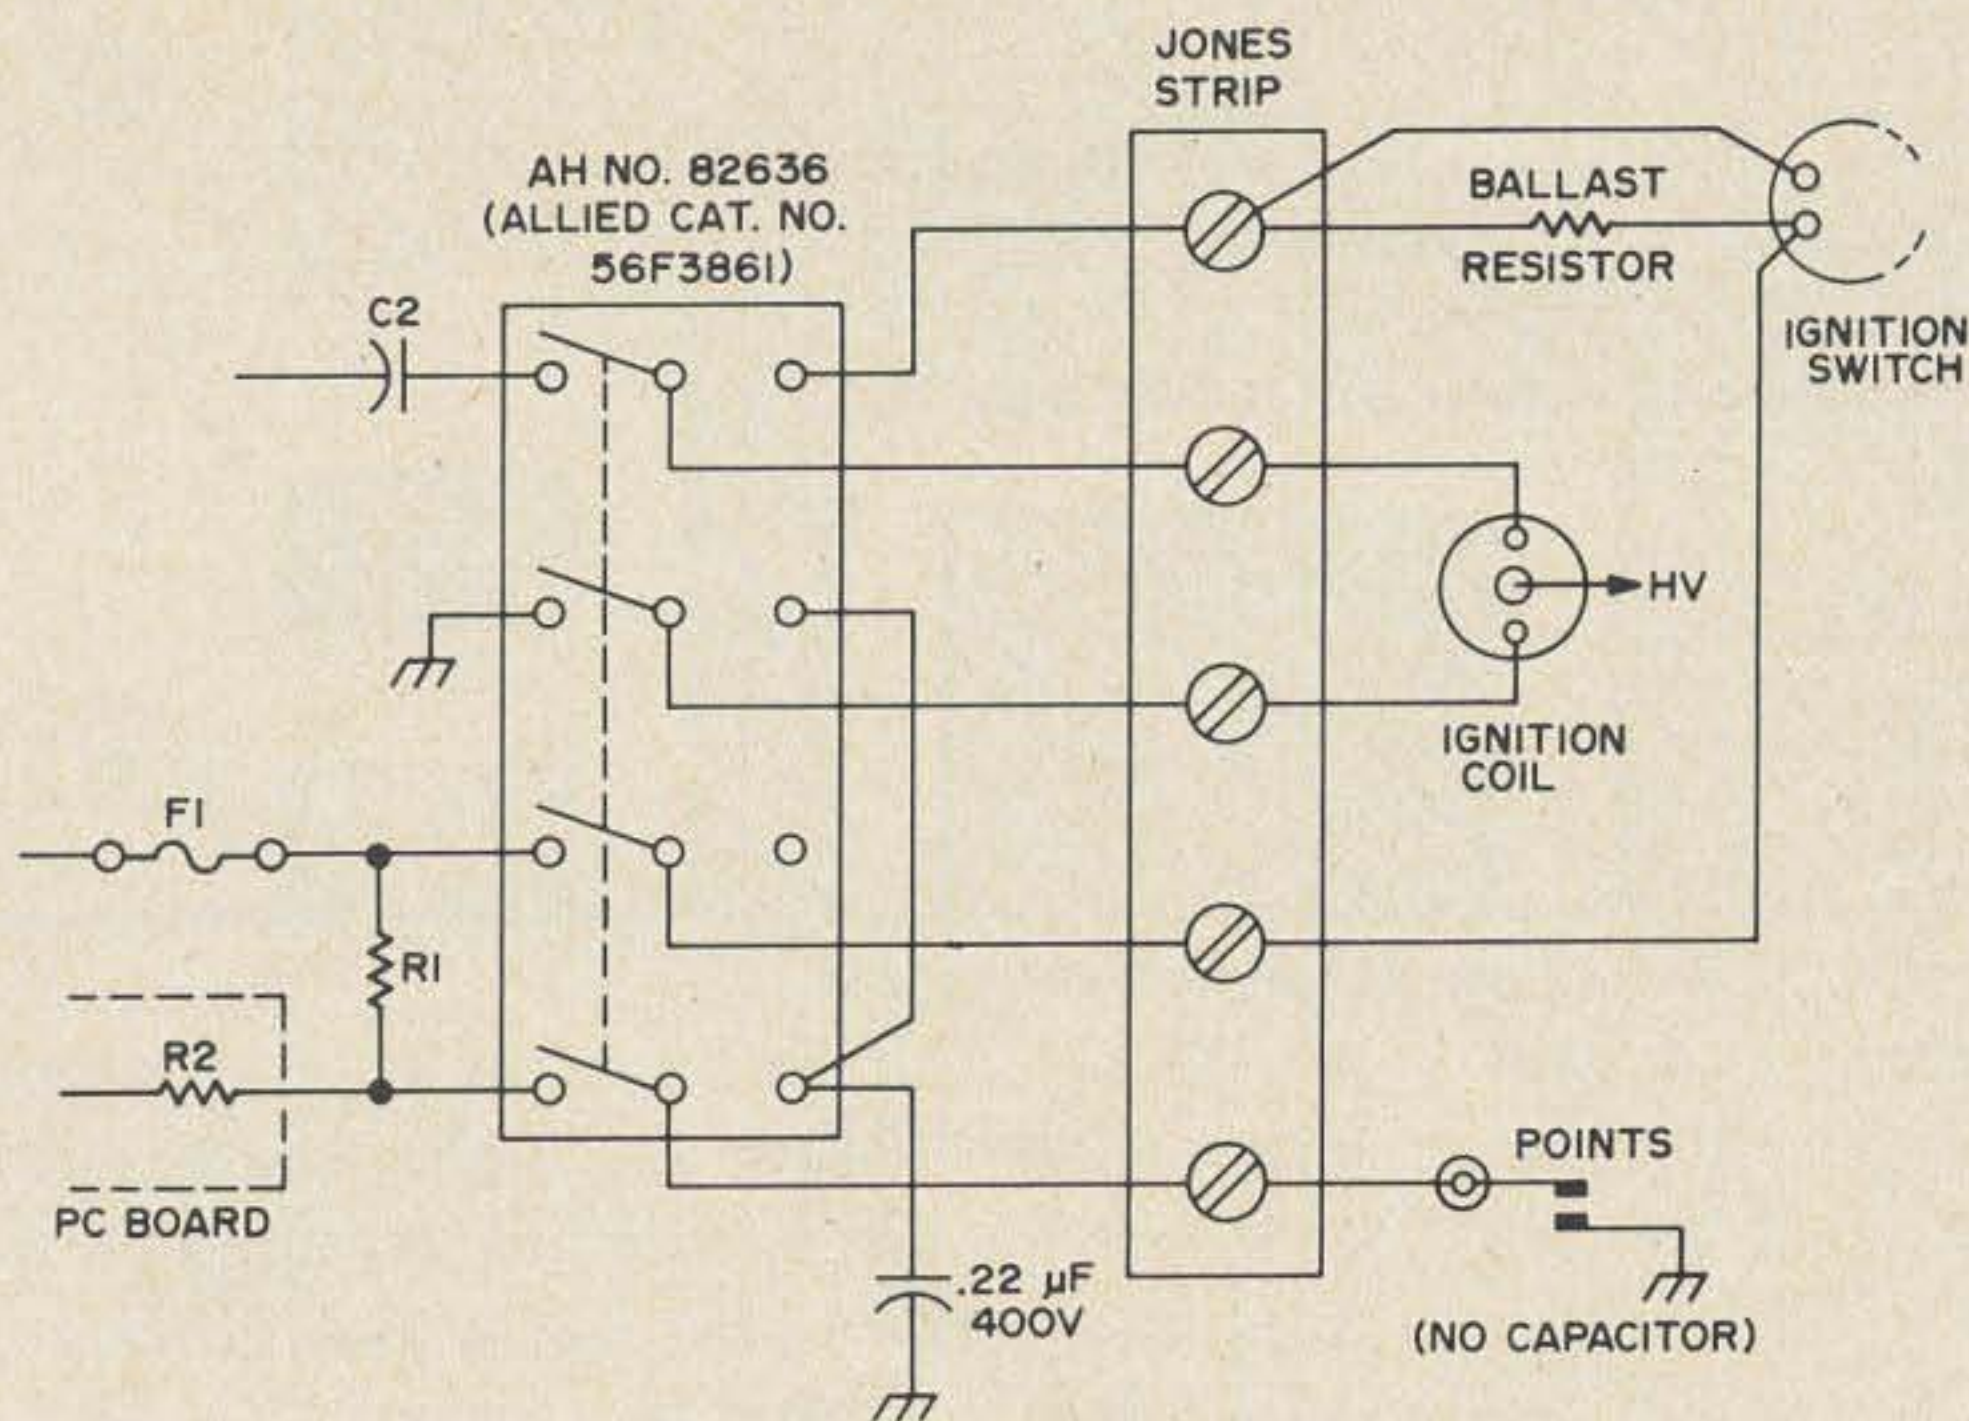 JONES
STRIP
AH NO. 82636
(ALLIED CAT. NO.
56F3861)
BALLAST
RESISTOR
IGNITION
SWITCH
C2
HV
IGNITION
COIL
F1
R1
R2
PC BOARD
POINTS
.22 µF
400V
(NO CAPACITOR)